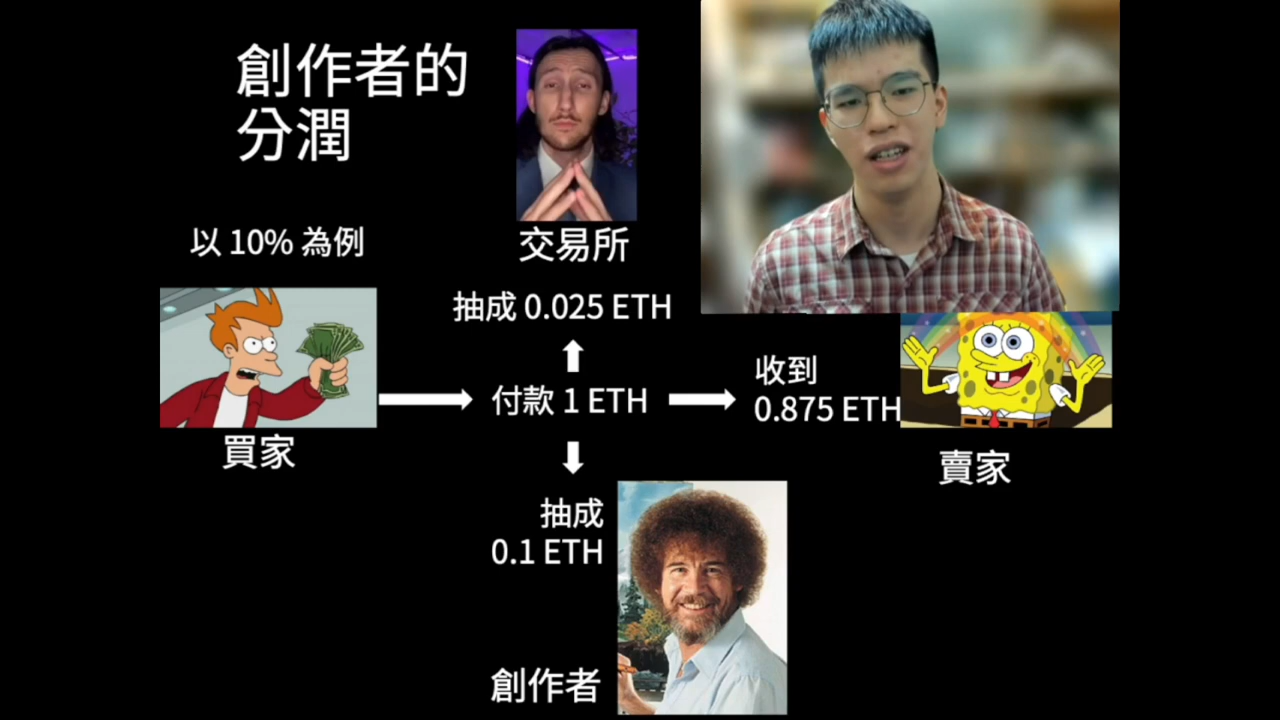 創作者的
分潤
以 10% 為例
交易所
抽成 0.025 ETH
付款 1 ETH
收到
0.875 ETH
買家
賣家
抽成
0.1 ETH
創作者